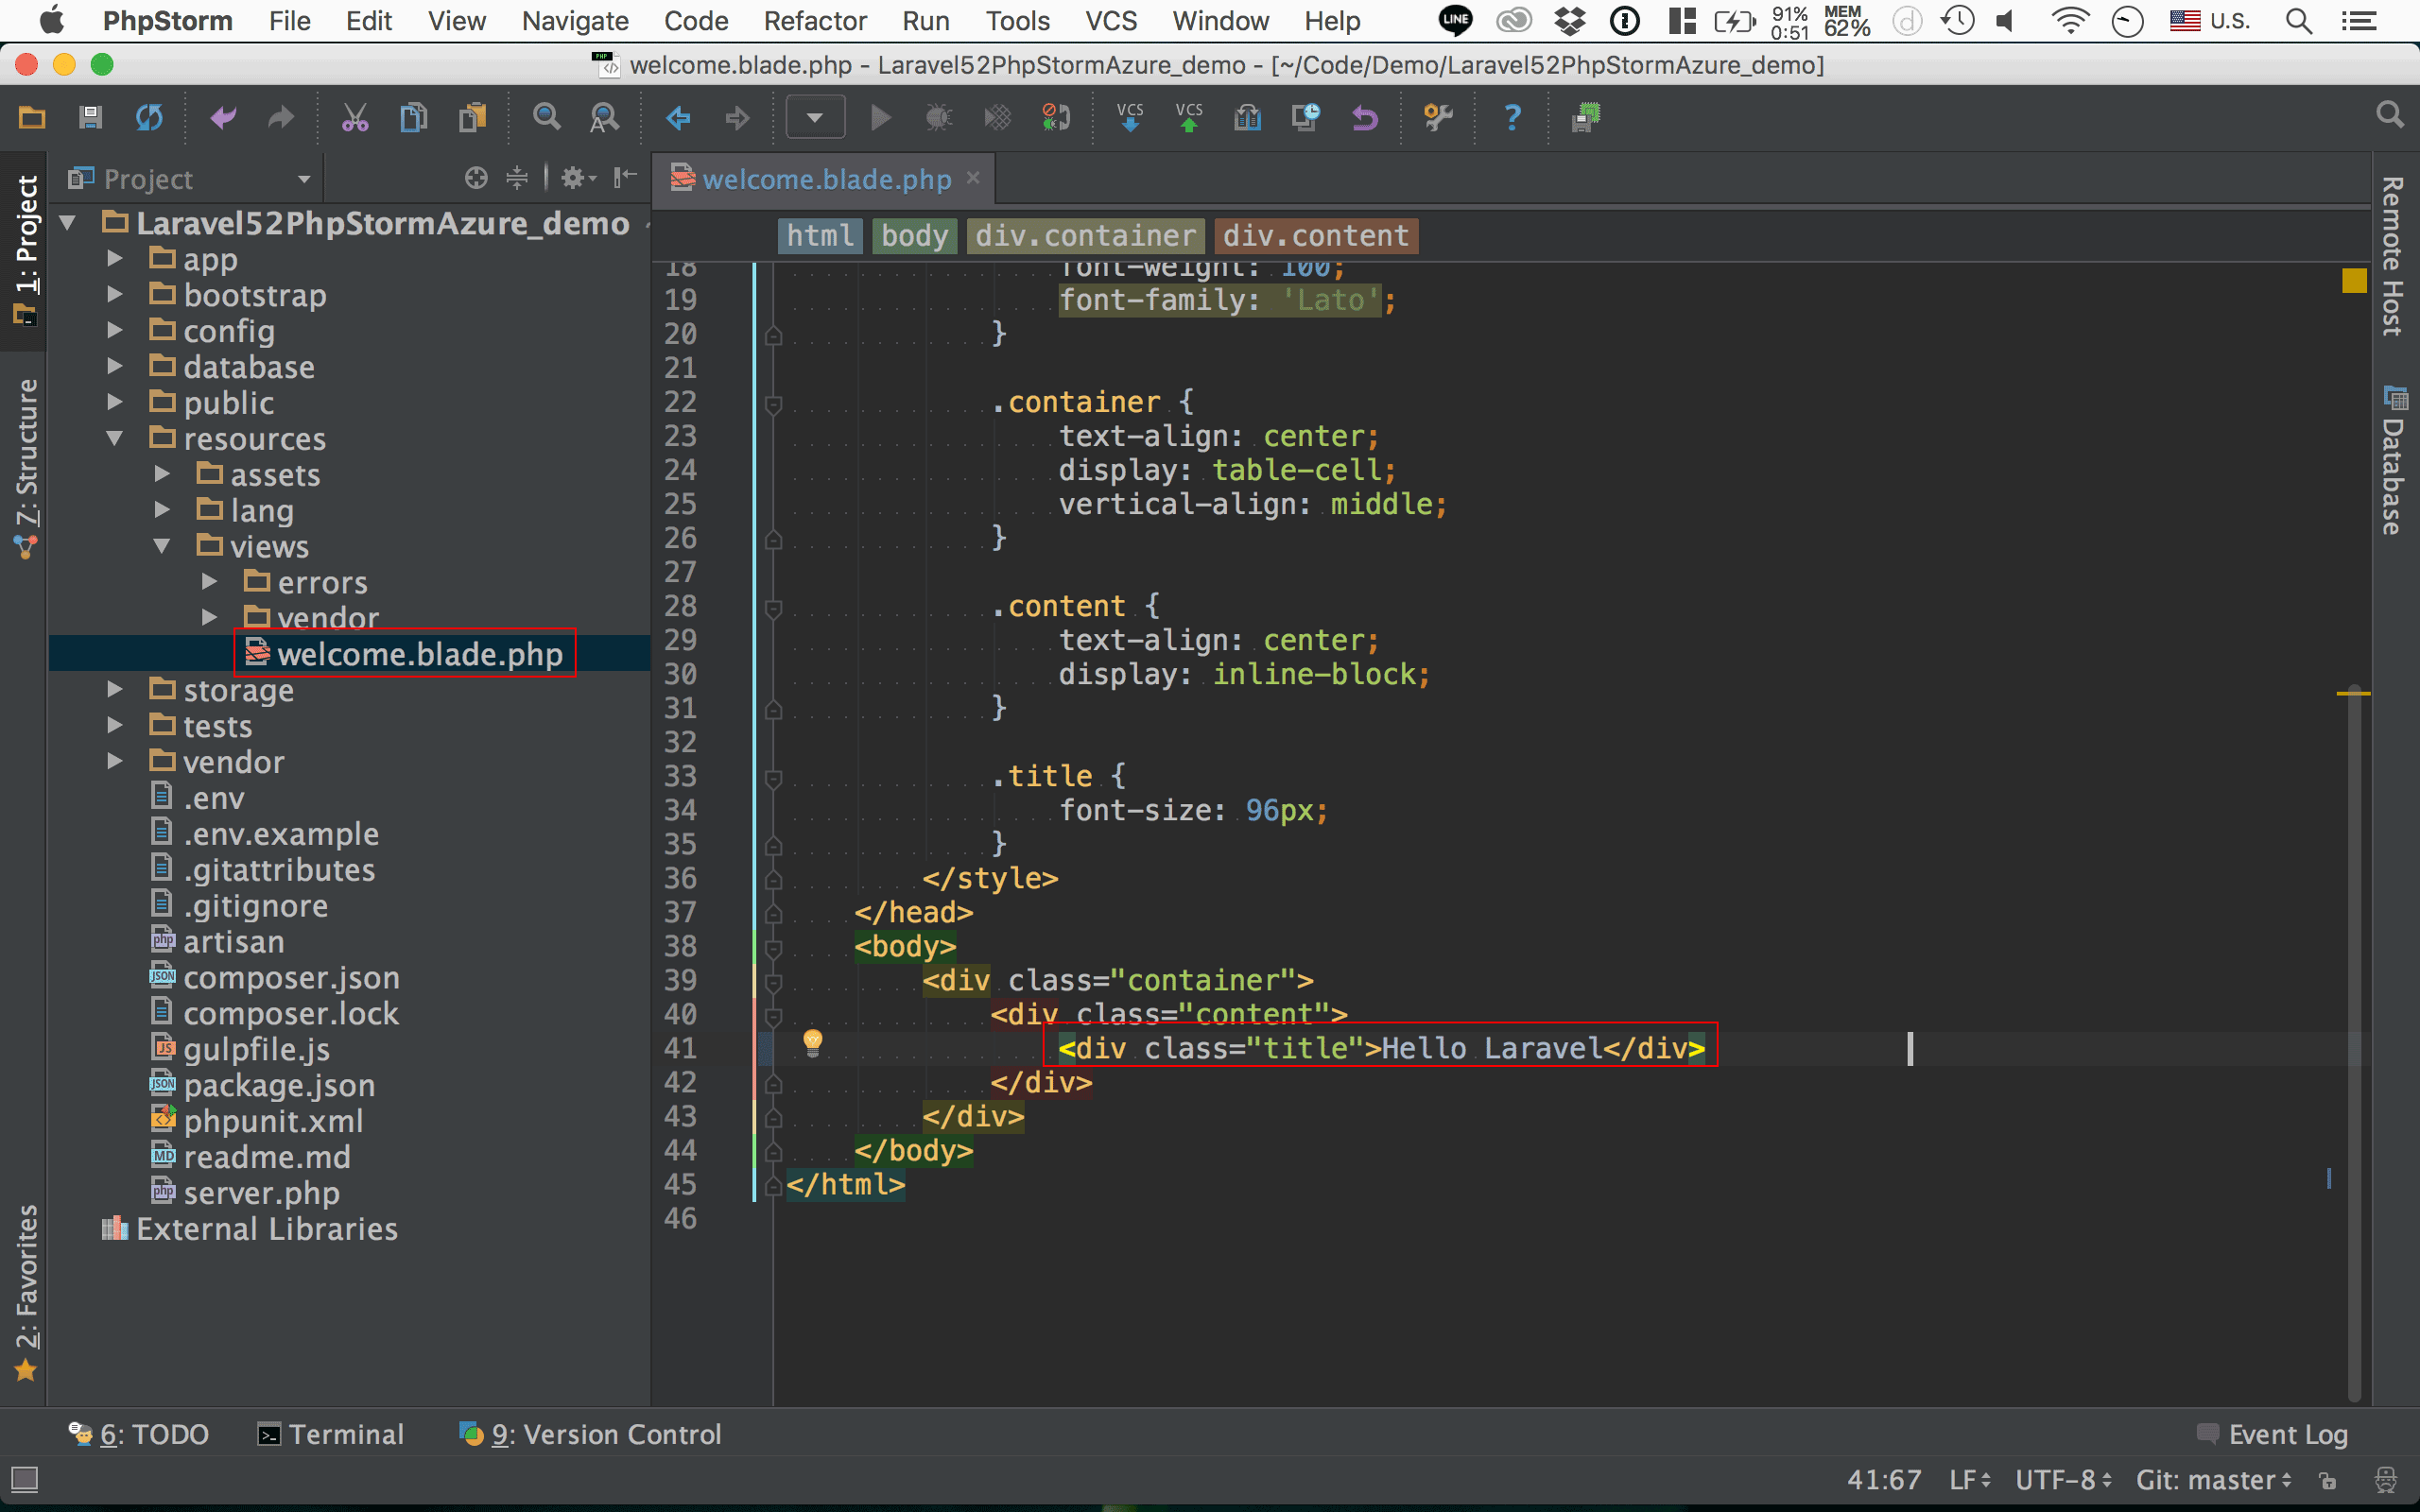 PhpStorm File Edit View Navigate Code Refactor Run Tools VCS Window Help LINE 91% 0:51 MEM 62% U.S.
welcome.blade.php - Laravel52PhpStormAzure_demo - [~/Code/Demo/Laravel52PhpStormAzure_demo]
VCS VCS
1: Project
7: Structure
2: Favorites
Project
Laravel52PhpStormAzure_demo
app
bootstrap
config
database
public
resources
assets
lang
views
errors
vendor
welcome.blade.php
storage
tests
vendor
.env
.env.example
.gitattributes
.gitignore
artisan
composer.json
composer.lock
gulpfile.js
package.json
phpunit.xml
readme.md
server.php
External Libraries
welcome.blade.php
html body div.container div.content
18 font-weight: 100;
19 font-family: 'Lato';
20 }
21
22 .container {
23 text-align: center;
24 display: table-cell;
25 vertical-align: middle;
26 }
27
28 .content {
29 text-align: center;
30 display: inline-block;
31 }
32
33 .title {
34 font-size: 96px;
35 }
36 </style>
37 </head>
38 <body>
39 <div class="container">
40 <div class="content">
41 <div class="title">Hello Laravel</div>
42 </div>
43 </div>
44 </body>
45 </html>
46
Remote Host
Database
6: TODO Terminal 9: Version Control Event Log
41:67 LF UTF-8 Git: master